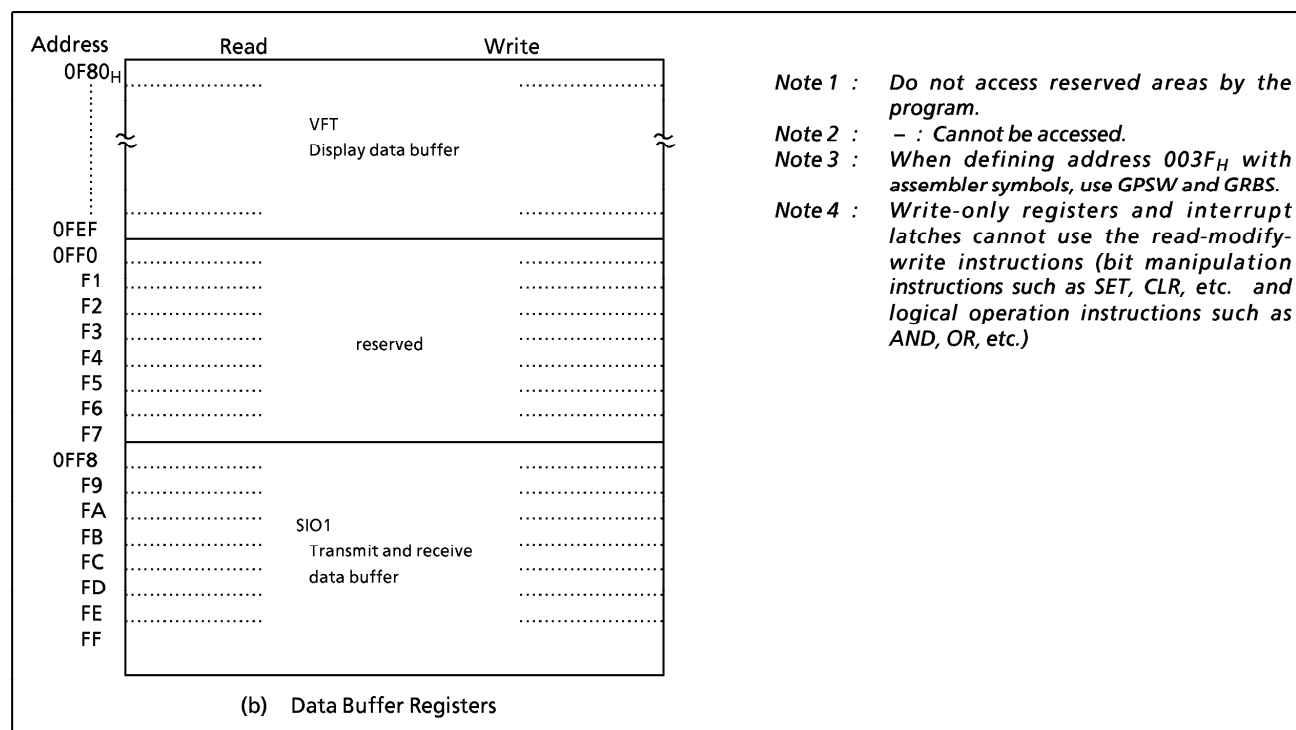 Address Read Write
0F80H
VFT
Display data buffer
0FEF
0FF0
F1
F2
F3
F4
reserved
F5
F6
F7
0FF8
F9
FA
SIO1
FB
Transmit and receive
FC
data buffer
FD
FE
FF
(b) Data Buffer Registers
Note 1 : Do not access reserved areas by the
program.
Note 2 : – : Cannot be accessed.
Note 3 : When defining address 003FH with
assembler symbols, use GPSW and GRBS.
Note 4 : Write-only registers and interrupt
latches cannot use the read-modify-
write instructions (bit manipulation
instructions such as SET, CLR, etc. and
logical operation instructions such as
AND, OR, etc.)